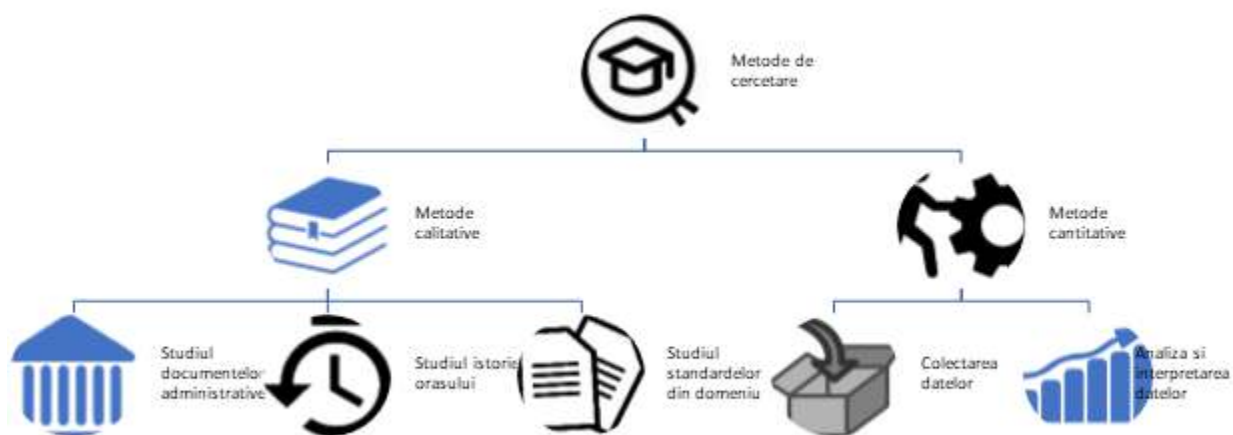 Metode de
cercetare
Metode
calitative
Metode
cantitative
Studiul
documentelor
administrative
Studiul istoriei
orasului
Studiul
standardelor
din domeniu
Colectarea
datelor
Analiza si
interpretarea
datelor